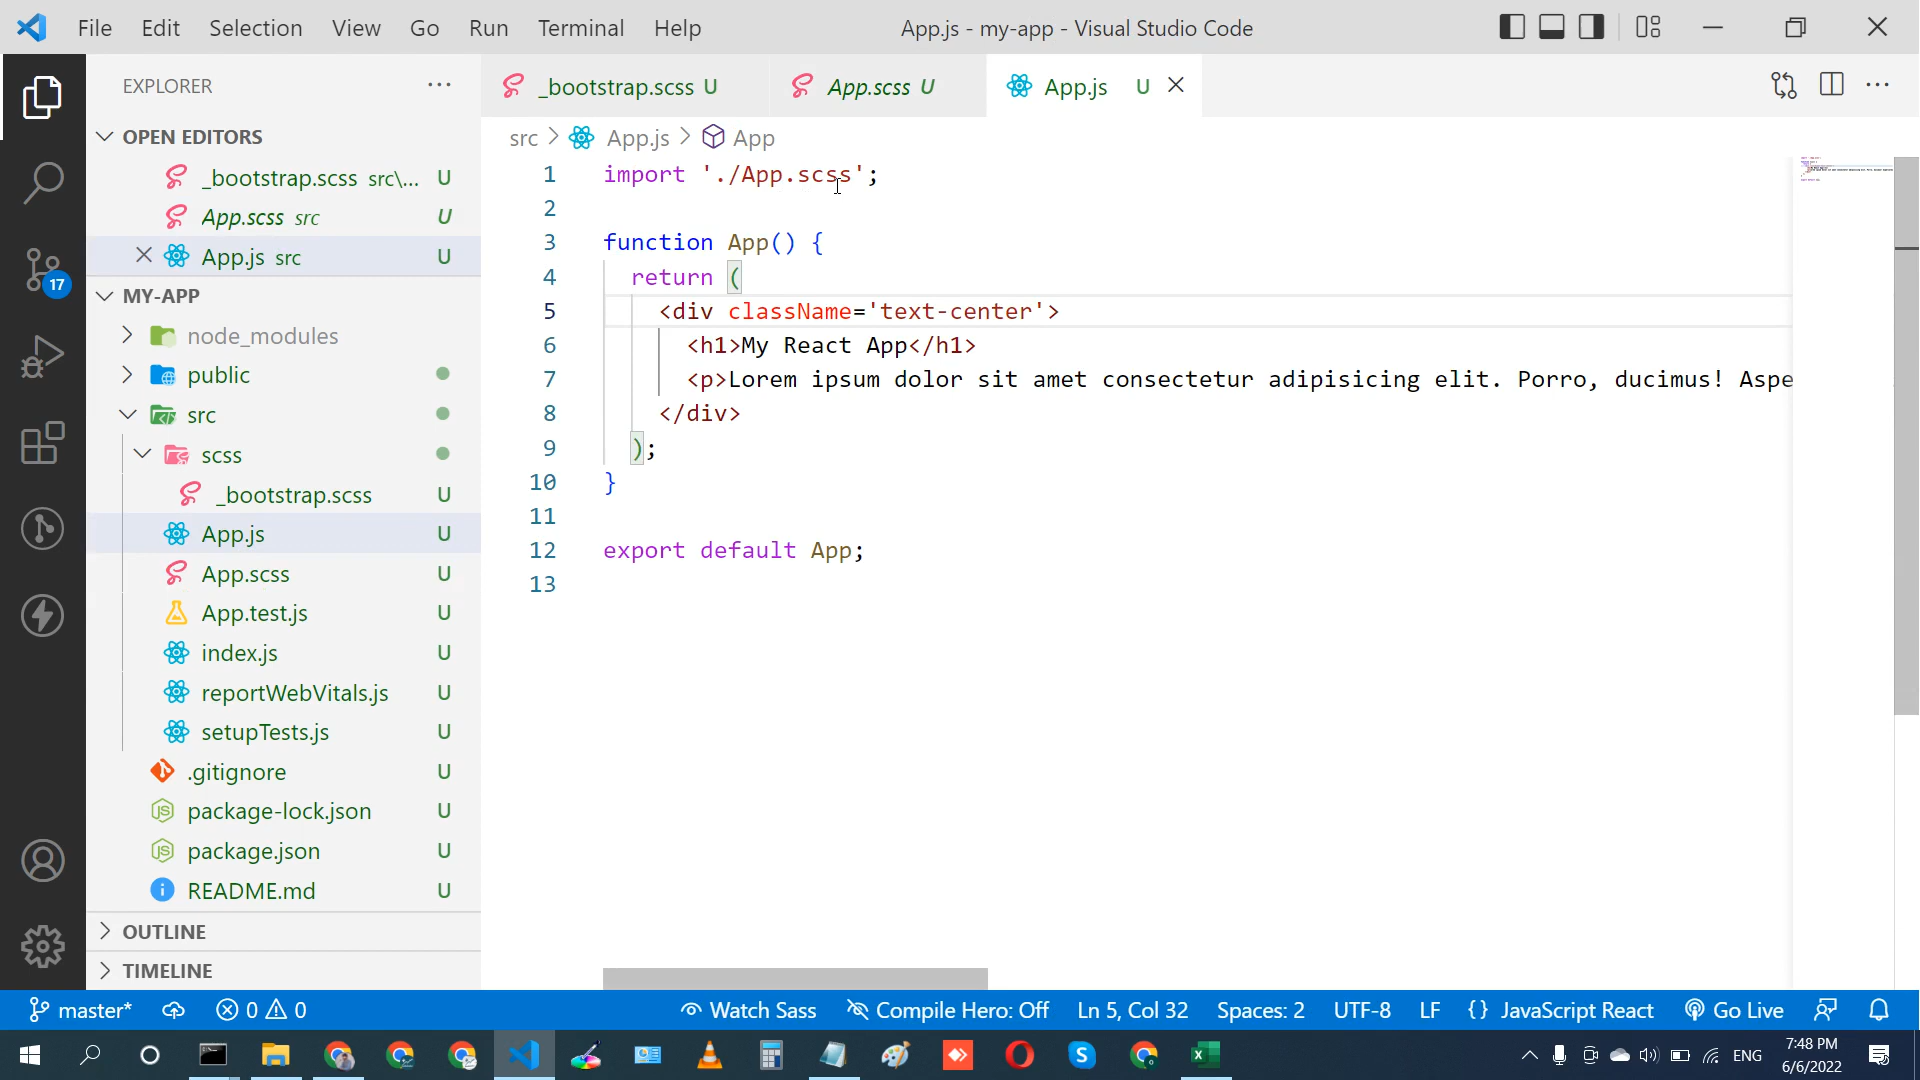 File Edit Selection View Go Run Terminal Help App.js - my-app - Visual Studio Code
EXPLORER
OPEN EDITORS
_bootstrap.scss src\... U
App.scss src U
App.js src U
MY-APP
node_modules
public
src
scss
_bootstrap.scss U
App.js U
App.scss U
App.test.js U
index.js U
reportWebVitals.js U
setupTests.js U
.gitignore U
package-lock.json U
package.json U
README.md U
OUTLINE
TIMELINE
17
_bootstrap.scss U App.scss U App.js U
src App.js App
1 import './App.scss';
2
3 function App() {
4 return (
5 <div className='text-center'>
6 <h1>My React App</h1>
7 <p>Lorem ipsum dolor sit amet consectetur adipisicing elit. Porro, ducimus! Aspe
8 </div>
9 );
10 }
11
12 export default App;
13
master* 0 0 Watch Sass Compile Hero: Off Ln 5, Col 32 Spaces: 2 UTF-8 LF {} JavaScript React Go Live
ENG 7:48 PM
6/6/2022